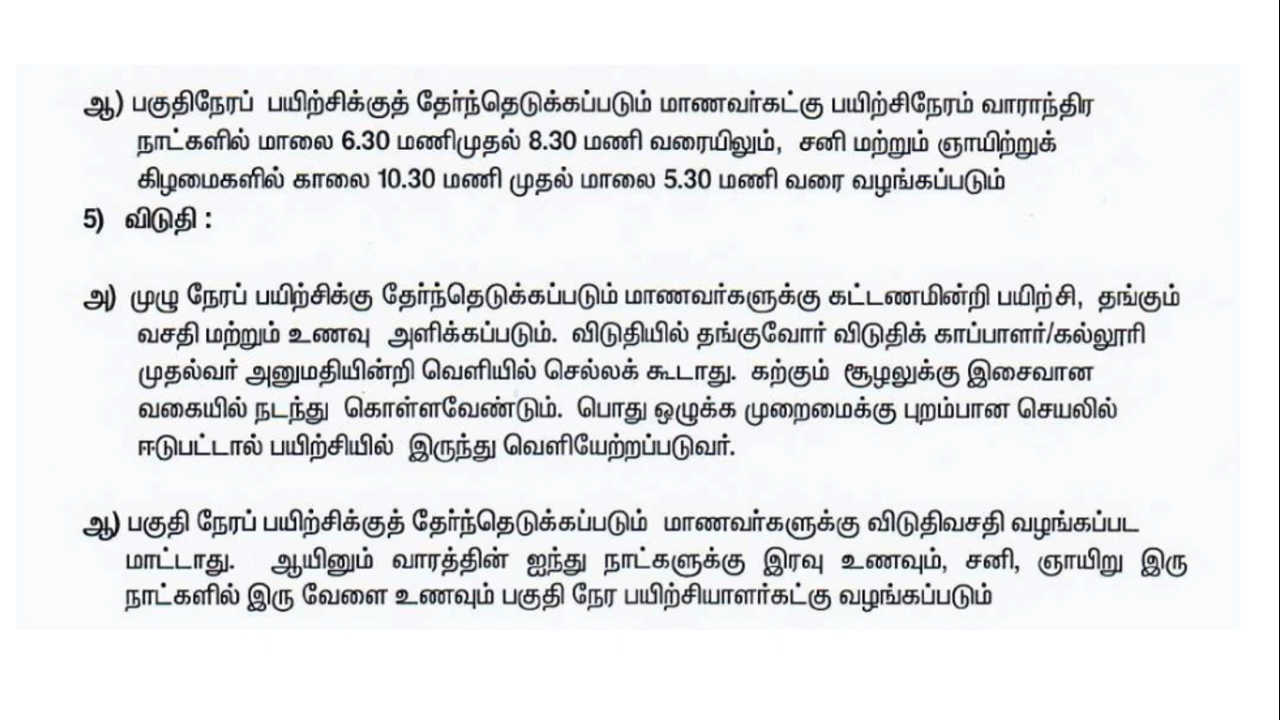 ஆ) பகுதிநேரப் பயிற்சிக்குத் தேர்ந்தெடுக்கப்படும் மாணவர்கட்கு பயிற்சிநேரம் வாராந்திர
நாட்களில் மாலை 6.30 மணிமுதல் 8.30 மணி வரையிலும், சனி மற்றும் ஞாயிற்றுக்
கிழமைகளில் காலை 10.30 மணி முதல் மாலை 5.30 மணி வரை வழங்கப்படும்
5) விடுதி :
அ) முழு நேரப் பயிற்சிக்கு தேர்ந்தெடுக்கப்படும் மாணவர்களுக்கு கட்டணமின்றி பயிற்சி, தங்கும்
வசதி மற்றும் உணவு அளிக்கப்படும். விடுதியில் தங்குவோர் விடுதிக் காப்பாளர்/கல்லூரி
முதல்வர் அனுமதியின்றி வெளியில் செல்லக் கூடாது. கற்கும் சூழலுக்கு இசைவான
வகையில் நடந்து கொள்ளவேண்டும். பொது ஒழுக்க முறைமைக்கு புறம்பான செயலில்
ஈடுபட்டால் பயிற்சியில் இருந்து வெளியேற்றப்படுவர்.
ஆ) பகுதி நேரப் பயிற்சிக்குத் தேர்ந்தெடுக்கப்படும் மாணவர்களுக்கு விடுதிவசதி வழங்கப்பட
மாட்டாது. ஆயினும் வாரத்தின் ஐந்து நாட்களுக்கு இரவு உணவும், சனி, ஞாயிறு இரு
நாட்களில் இரு வேளை உணவும் பகுதி நேர பயிற்சியாளர்கட்கு வழங்கப்படும்